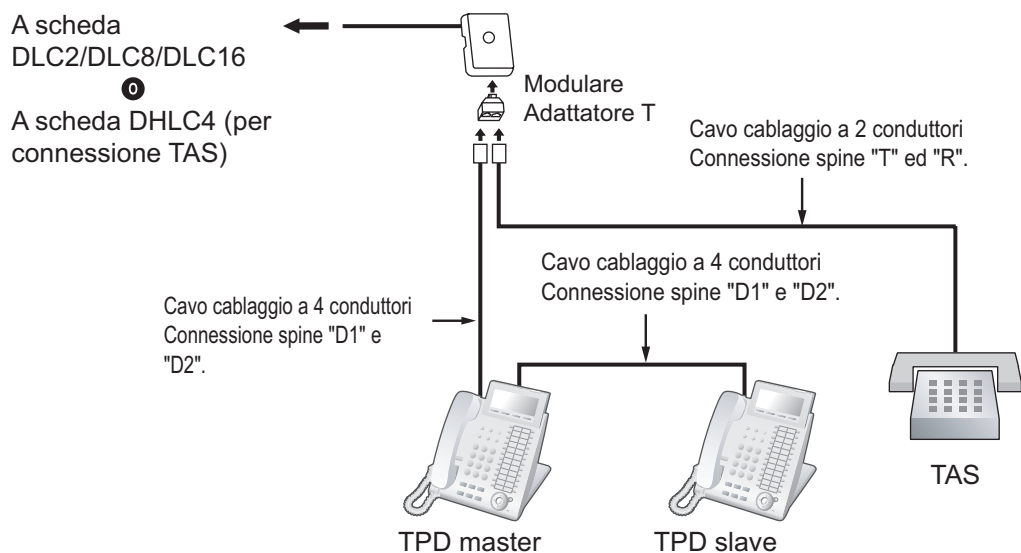 A scheda
DLC2/DLC8/DLC16
O
A scheda DHLC4 (per
connessione TAS)
Modulare
Adattatore T
Cavo cablaggio a 2 conduttori
Connessione spine "T" ed "R".
Cavo cablaggio a 4 conduttori
Connessione spine "D1" e "D2".
Cavo cablaggio a 4 conduttori
Connessione spine "D1" e
"D2".
TAS
TPD master
TPD slave